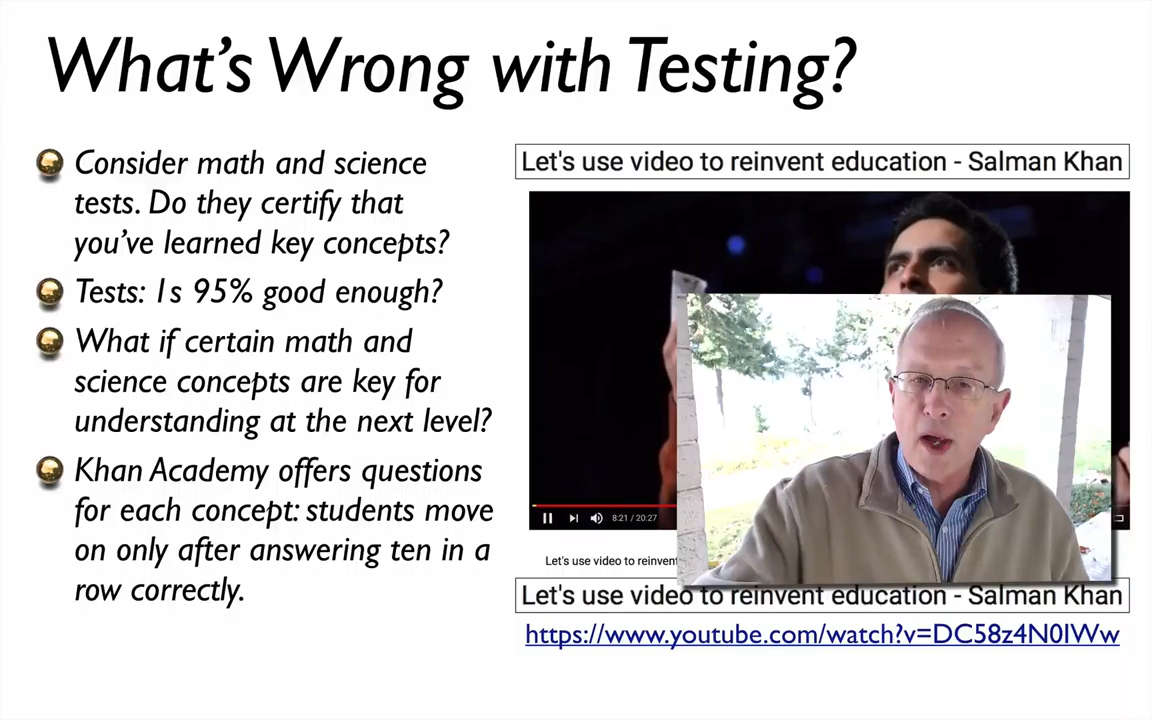 What's Wrong with Testing?
Consider math and science
tests. Do they certify that
you've learned key concepts?
Tests: Is 95% good enough?
What if certain math and
science concepts are key for
understanding at the next level?
Khan Academy offers questions
for each concept: students move
on only after answering ten in a
row correctly.
Let's use video to reinvent education - Salman Khan
8:21 / 20:27
Let's use video to reinvent
Let's use video to reinvent education - Salman Khan
https://www.youtube.com/watch?v=DC58z4N0IWw